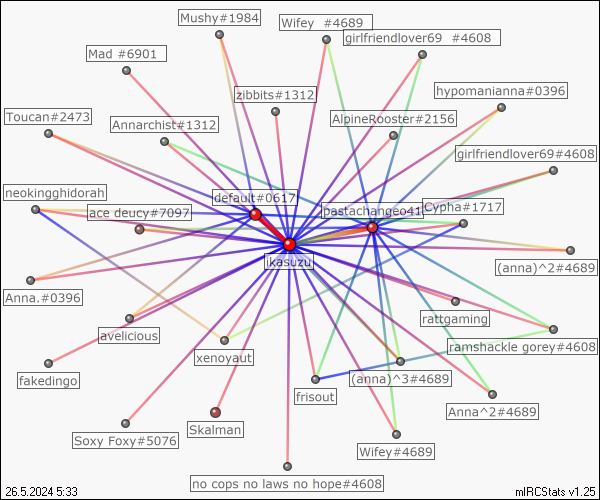 Mushy#1984
Wifey  #4689
girlfriendlover69  #4608
Mad #6901
zibbits#1312
hypomanianna#0396
Toucan#2473
Annarchist#1312
AlpineRooster#2156
girlfriendlover69#4608
neokingghidorah
default#0617
ace deucy#7097
pastachangeo41
Cypha#1717
ikasuzu
(anna)^2#4689
Anna.#0396
rattgaming
avelicious
ramshackle gorey#4608
xenoyaut
fakedingo
(anna)^3#4689
frisout
Anna^2#4689
Skalman
Soxy Foxy#5076
Wifey#4689
no cops no laws no hope#4608
26.5.2024 5:33
mIRCStats v1.25